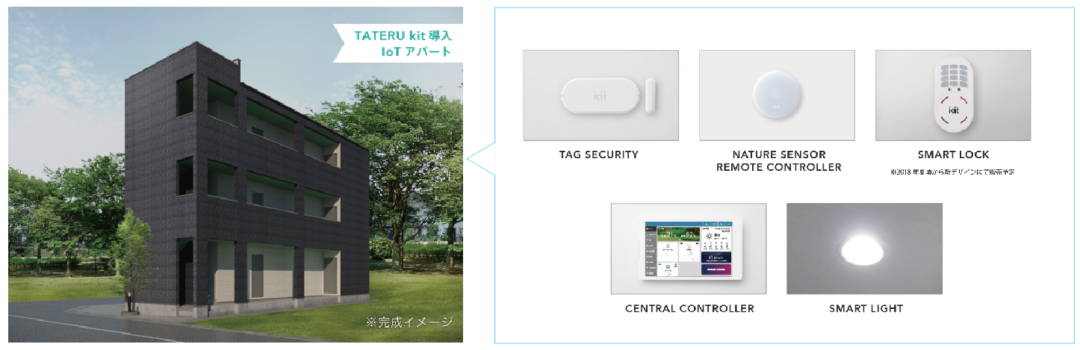 TATERU kit 導入
IoT アパート
※完成イメージ
kit
TAG SECURITY
NATURE SENSOR
REMOTE CONTROLLER
kit
SMART LOCK
※2018年夏頃から新デザインにて販売予定
CENTRAL CONTROLLER
SMART LIGHT